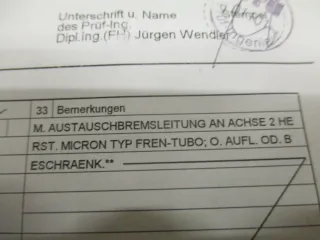 Unterschrift u. Name
des Prüf-Ing.
Dipl.ing.(FH) Jürgen Wendler
33 Bemerkungen
M. AUSTAUSCHBREMSLEITUNG AN ACHSE 2 HE
RST. MICRON TYP FREN-TUBO; O. AUFL. OD. B
ESCHRAENK.**